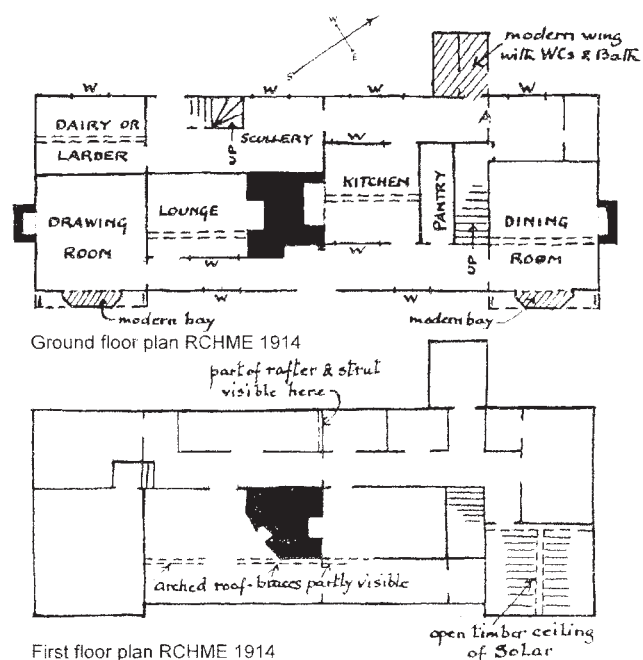 W
E
S
modern wing
with WCs & Bath
W
W
W
W
DAIRY OR
LARDER
SCULLERY
UP
W
KITCHEN
PANTRY
LOUNGE
DRAWING
ROOM
DINING
ROOM
UP
W
W
W
W
modern bay
modern bay
Ground floor plan RCHME 1914
part of rafter & strut
visible here
arched roof-braces partly visible
open timber ceiling
of Solar
First floor plan RCHME 1914